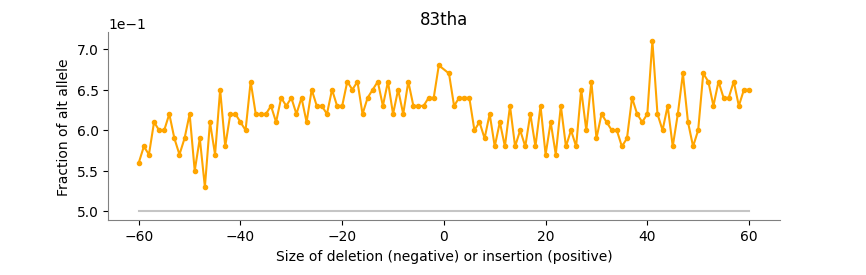 83tha
1e−1
7.0
6.5
6.0
5.5
5.0
Fraction of alt allele
−60 −40 −20 0 20 40 60
Size of deletion (negative) or insertion (positive)